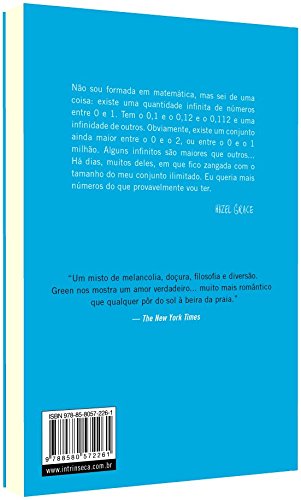 Não sou formada em matemática, mas sei de uma
coisa: existe uma quantidade infinita de números
entre 0 e 1. Tem o 0,1 e o 0,12 e o 0,112 e uma
infinidade de outros. Obviamente, existe um conjunto
ainda maior entre o 0 e o 2, ou entre o 0 e o 1
milhão. Alguns infinitos são maiores que outros...
Há dias, muitos deles, em que fico zangada com o
tamanho do meu conjunto ilimitado. Eu queria mais
números do que provavelmente vou ter.
HAZEL GRACE
“Um misto de melancolia, doçura, filosofia e diversão.
Green nos mostra um amor verdadeiro... muito mais romântico
que qualquer pôr do sol à beira da praia.”
— The New York Times
ISBN 978-85-8057-226-1
9 788580 572261
www.intrinseca.com.br